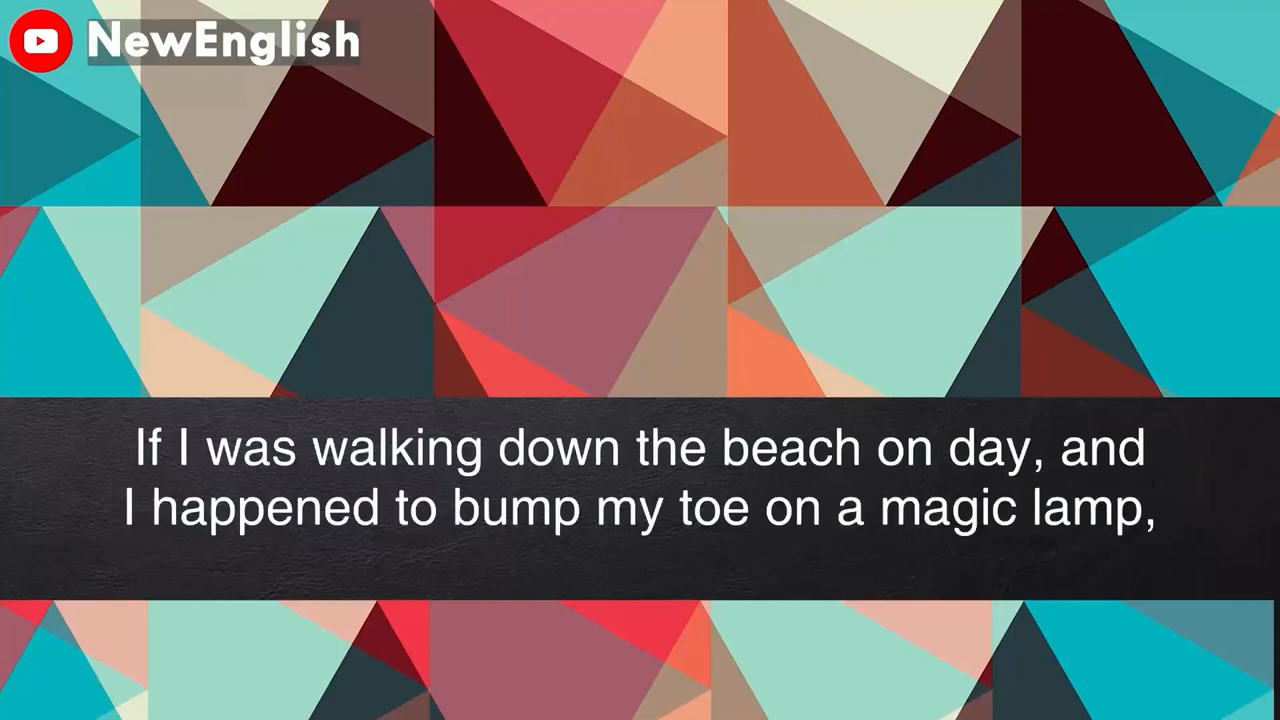 NewEnglish
If I was walking down the beach on day, and
I happened to bump my toe on a magic lamp,